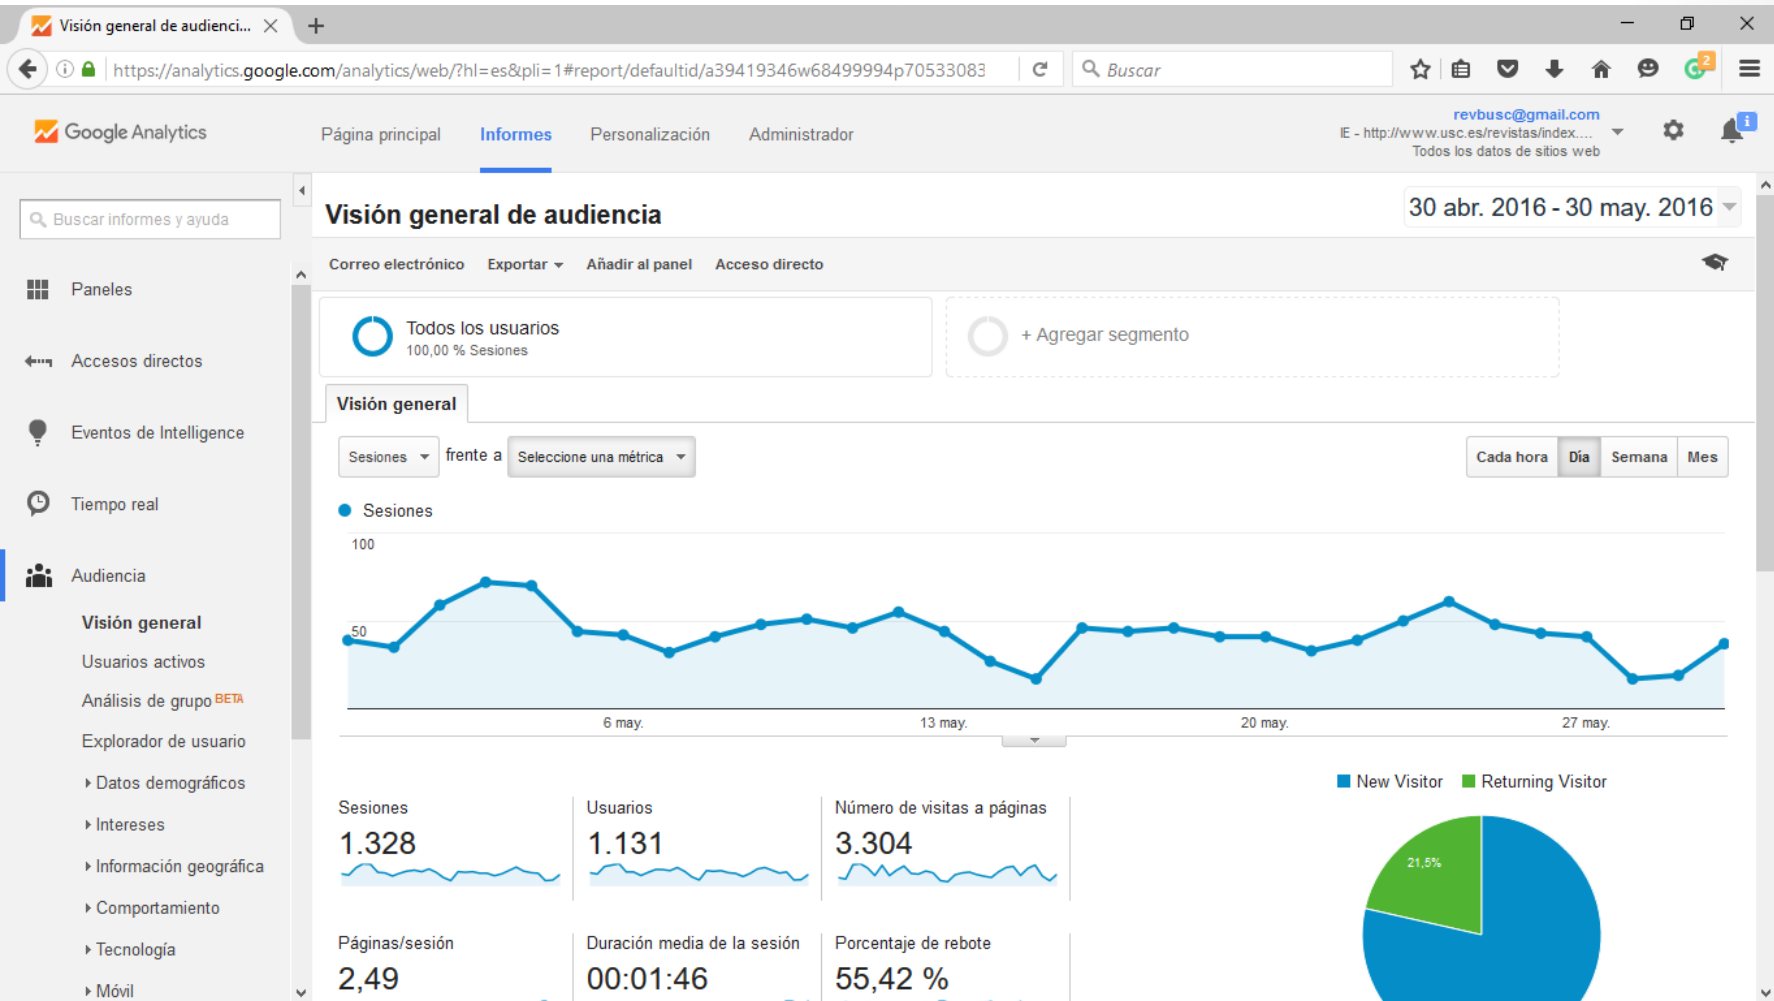 Visión general de audienci...
https://analytics.google.com/analytics/web/?hl=es&pli=1#report/defaultid/a39419346w68499994p70533083
Buscar
2
Google Analytics
Página principal
Informes
Personalización
Administrador
revbusc@gmail.com
IE - http://www.usc.es/revistas/index....
Todos los datos de sitios web
i
Buscar informes y ayuda
Paneles
Accesos directos
Eventos de Intelligence
Tiempo real
Audiencia
Visión general
Usuarios activos
Análisis de grupo BETA
Explorador de usuario
Datos demográficos
Intereses
Información geográfica
Comportamiento
Tecnología
Móvil
Visión general de audiencia
30 abr. 2016 - 30 may. 2016
Correo electrónico
Exportar
Añadir al panel
Acceso directo
Todos los usuarios
100,00 % Sesiones
+ Agregar segmento
Visión general
Sesiones
frente a
Seleccione una métrica
Cada hora
Día
Semana
Mes
Sesiones
100
50
6 may.
13 may.
20 may.
27 may.
Sesiones
1.328
Usuarios
1.131
Número de visitas a páginas
3.304
Páginas/sesión
2,49
Duración media de la sesión
00:01:46
Porcentaje de rebote
55,42 %
New Visitor
Returning Visitor
21,5%